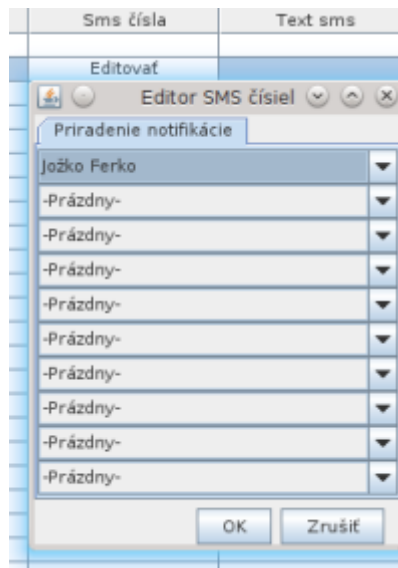 Sms čísla Text sms
Editovať
Editor SMS čísiel
Priradenie notifikácie
Jožko Ferko
-Prázdny-
-Prázdny-
-Prázdny-
-Prázdny-
-Prázdny-
-Prázdny-
-Prázdny-
-Prázdny-
-Prázdny-
OK Zrušiť